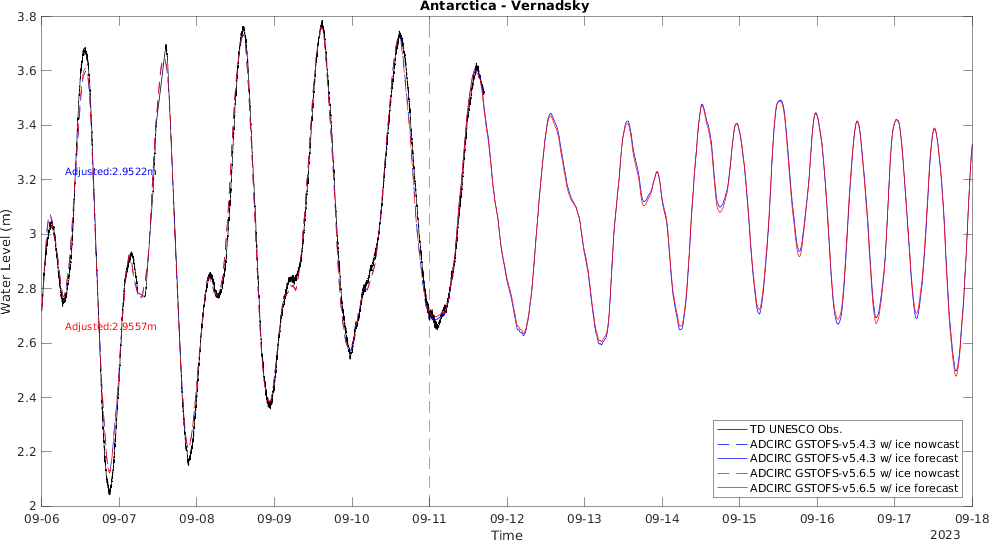 Antarctica - Vernadsky
Water Level (m)
3.8
3.6
3.4
3.2
3
2.8
2.6
2.4
2.2
2
Adjusted:2.9522m
Adjusted:2.9557m
TD UNESCO Obs.
ADCIRC GSTOFS-v5.4.3 w/ ice nowcast
ADCIRC GSTOFS-v5.4.3 w/ ice forecast
ADCIRC GSTOFS-v5.6.5 w/ ice nowcast
ADCIRC GSTOFS-v5.6.5 w/ ice forecast
09-06 09-07 09-08 09-09 09-10 09-11 09-12 09-13 09-14 09-15 09-16 09-17 09-18
Time
2023